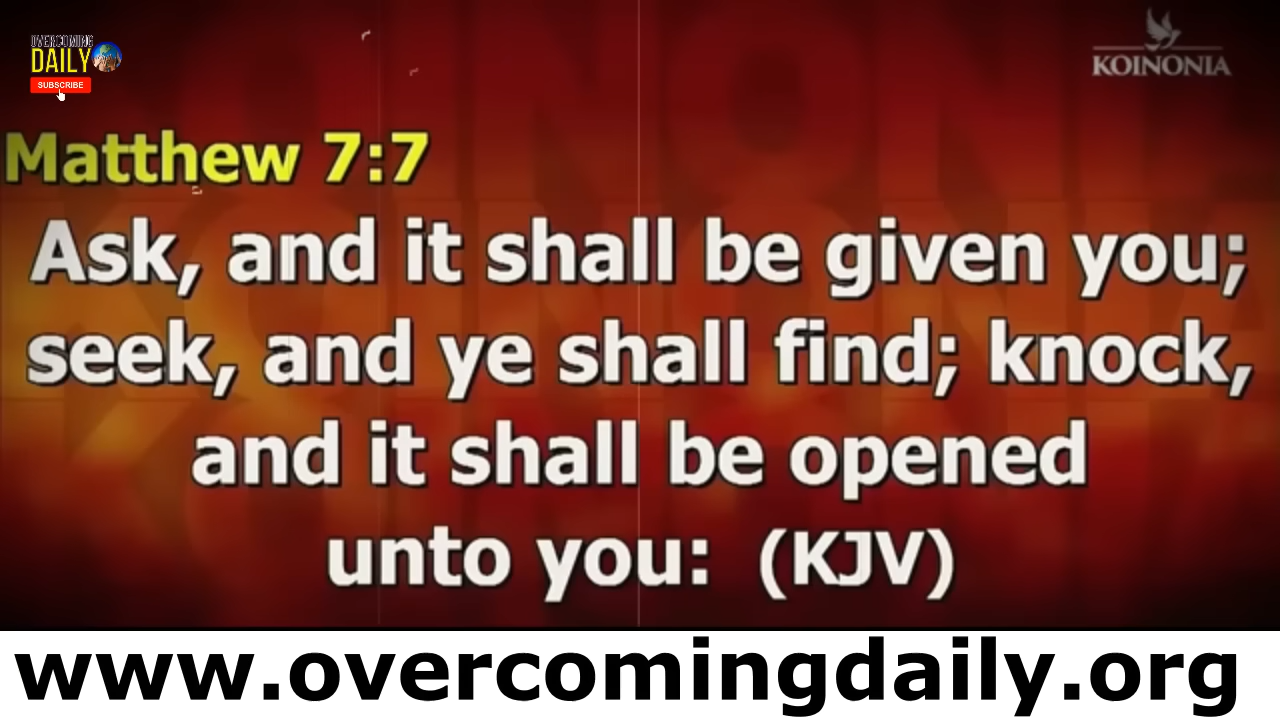 OVERCOMING
DAILY
SUBSCRIBE
KOINONIA
Matthew 7:7
Ask, and it shall be given you;
seek, and ye shall find; knock,
and it shall be opened
unto you: (KJV)
www.overcomingdaily.org